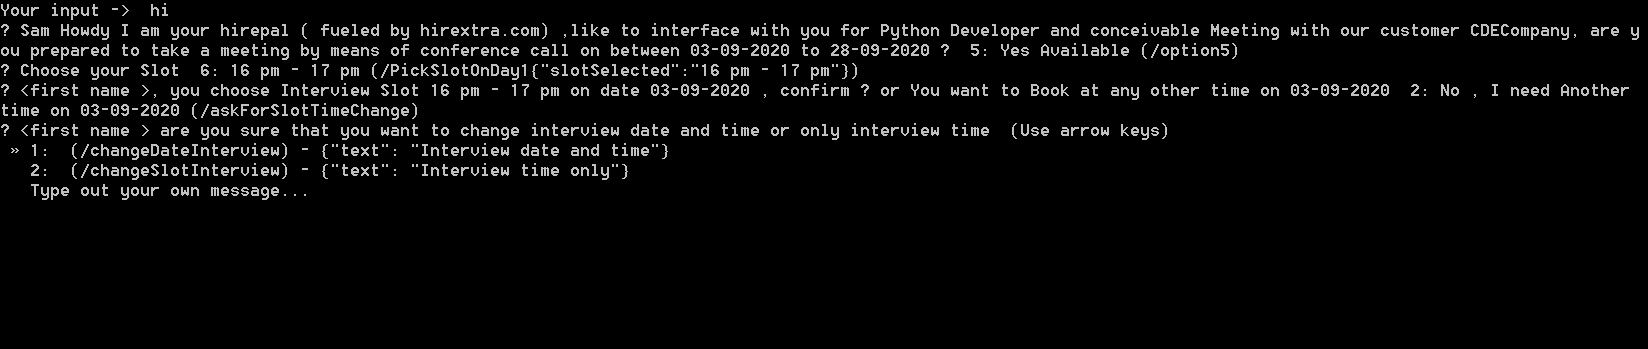 Your input ->  hi
? Sam Howdy I am your hirepal ( fueled by hirextra.com) ,like to interface with you for Python Developer and conceivable Meeting with our customer CDECompany, are y
ou prepared to take a meeting by means of conference call on between 03-09-2020 to 28-09-2020 ?  5: Yes Available (/option5)
? Choose your Slot  6: 16 pm - 17 pm (/PickSlotOnDay1{"slotSelected":"16 pm - 17 pm"})
? <first name >, you choose Interview Slot 16 pm - 17 pm on date 03-09-2020 , confirm ? or You want to Book at any other time on 03-09-2020  2: No , I need Another
time on 03-09-2020 (/askForSlotTimeChange)
? <first name > are you sure that you want to change interview date and time or only interview time  (Use arrow keys)
» 1:  (/changeDateInterview) - {"text": "Interview date and time"}
2:  (/changeSlotInterview) - {"text": "Interview time only"}
Type out your own message...